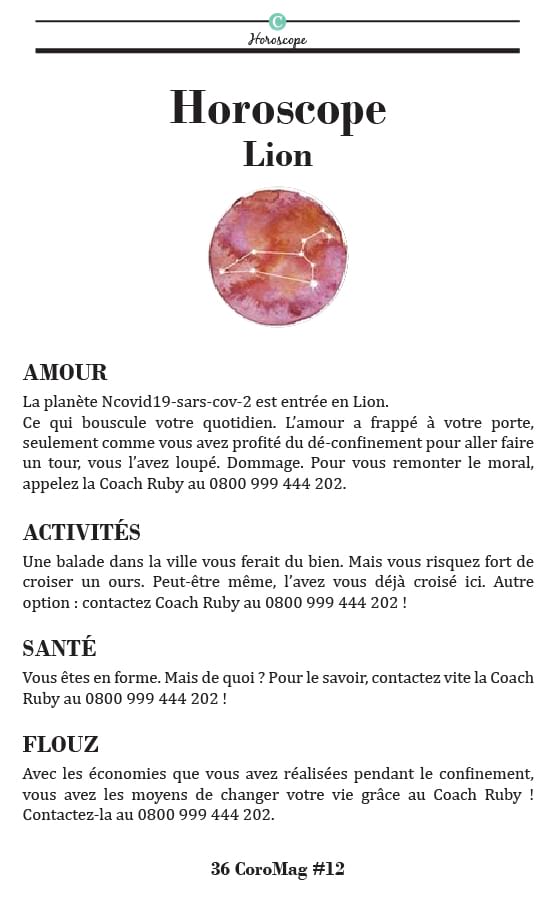 C
Horoscope
Horoscope
Lion
AMOUR
La planète Ncovid19-sars-cov-2 est entrée en Lion.
Ce qui bouscule votre quotidien. L’amour a frappé à votre porte,
seulement comme vous avez profité du dé-confinement pour aller faire
un tour, vous l’avez loupé. Dommage. Pour vous remonter le moral,
appelez la Coach Ruby au 0800 999 444 202.
ACTIVITÉS
Une balade dans la ville vous ferait du bien. Mais vous risquez fort de
croiser un ours. Peut-être même, l’avez vous déjà croisé ici. Autre
option : contactez Coach Ruby au 0800 999 444 202 !
SANTÉ
Vous êtes en forme. Mais de quoi ? Pour le savoir, contactez vite la Coach
Ruby au 0800 999 444 202 !
FLOUZ
Avec les économies que vous avez réalisées pendant le confinement,
vous avez les moyens de changer votre vie grâce au Coach Ruby !
Contactez-la au 0800 999 444 202.
36 CoroMag #12